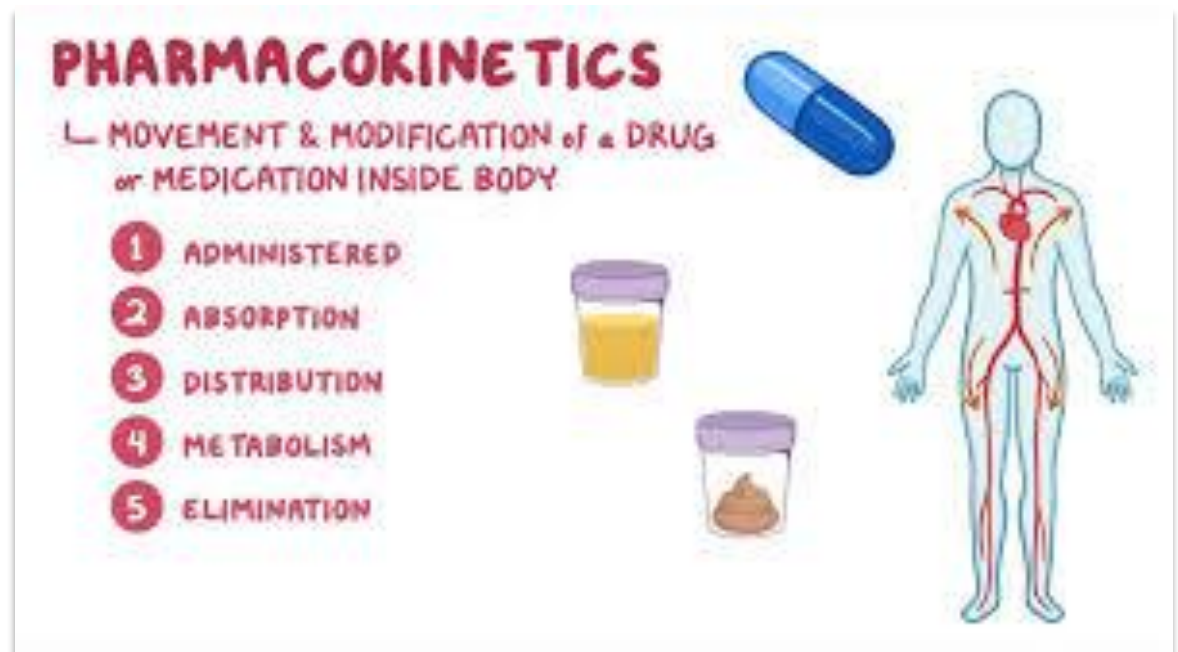 PHARMACOKINETICS
MOVEMENT & MODIFICATION of a DRUG
or MEDICATION INSIDE BODY
1 ADMINISTERED
2 ABSORPTION
3 DISTRIBUTION
4 METABOLISM
5 ELIMINATION